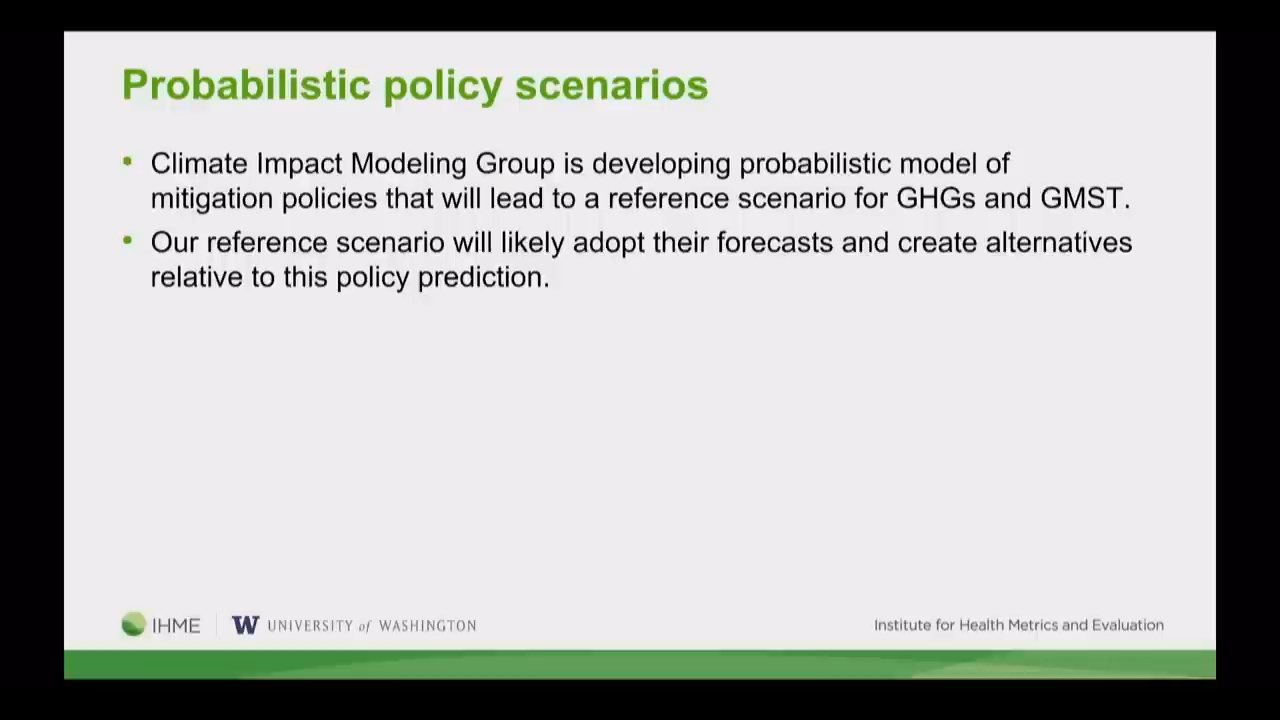 Probabilistic policy scenarios
• Climate Impact Modeling Group is developing probabilistic model of
mitigation policies that will lead to a reference scenario for GHGs and GMST.
• Our reference scenario will likely adopt their forecasts and create alternatives
relative to this policy prediction.
IHME W UNIVERSITY of WASHINGTON Institute for Health Metrics and Evaluation